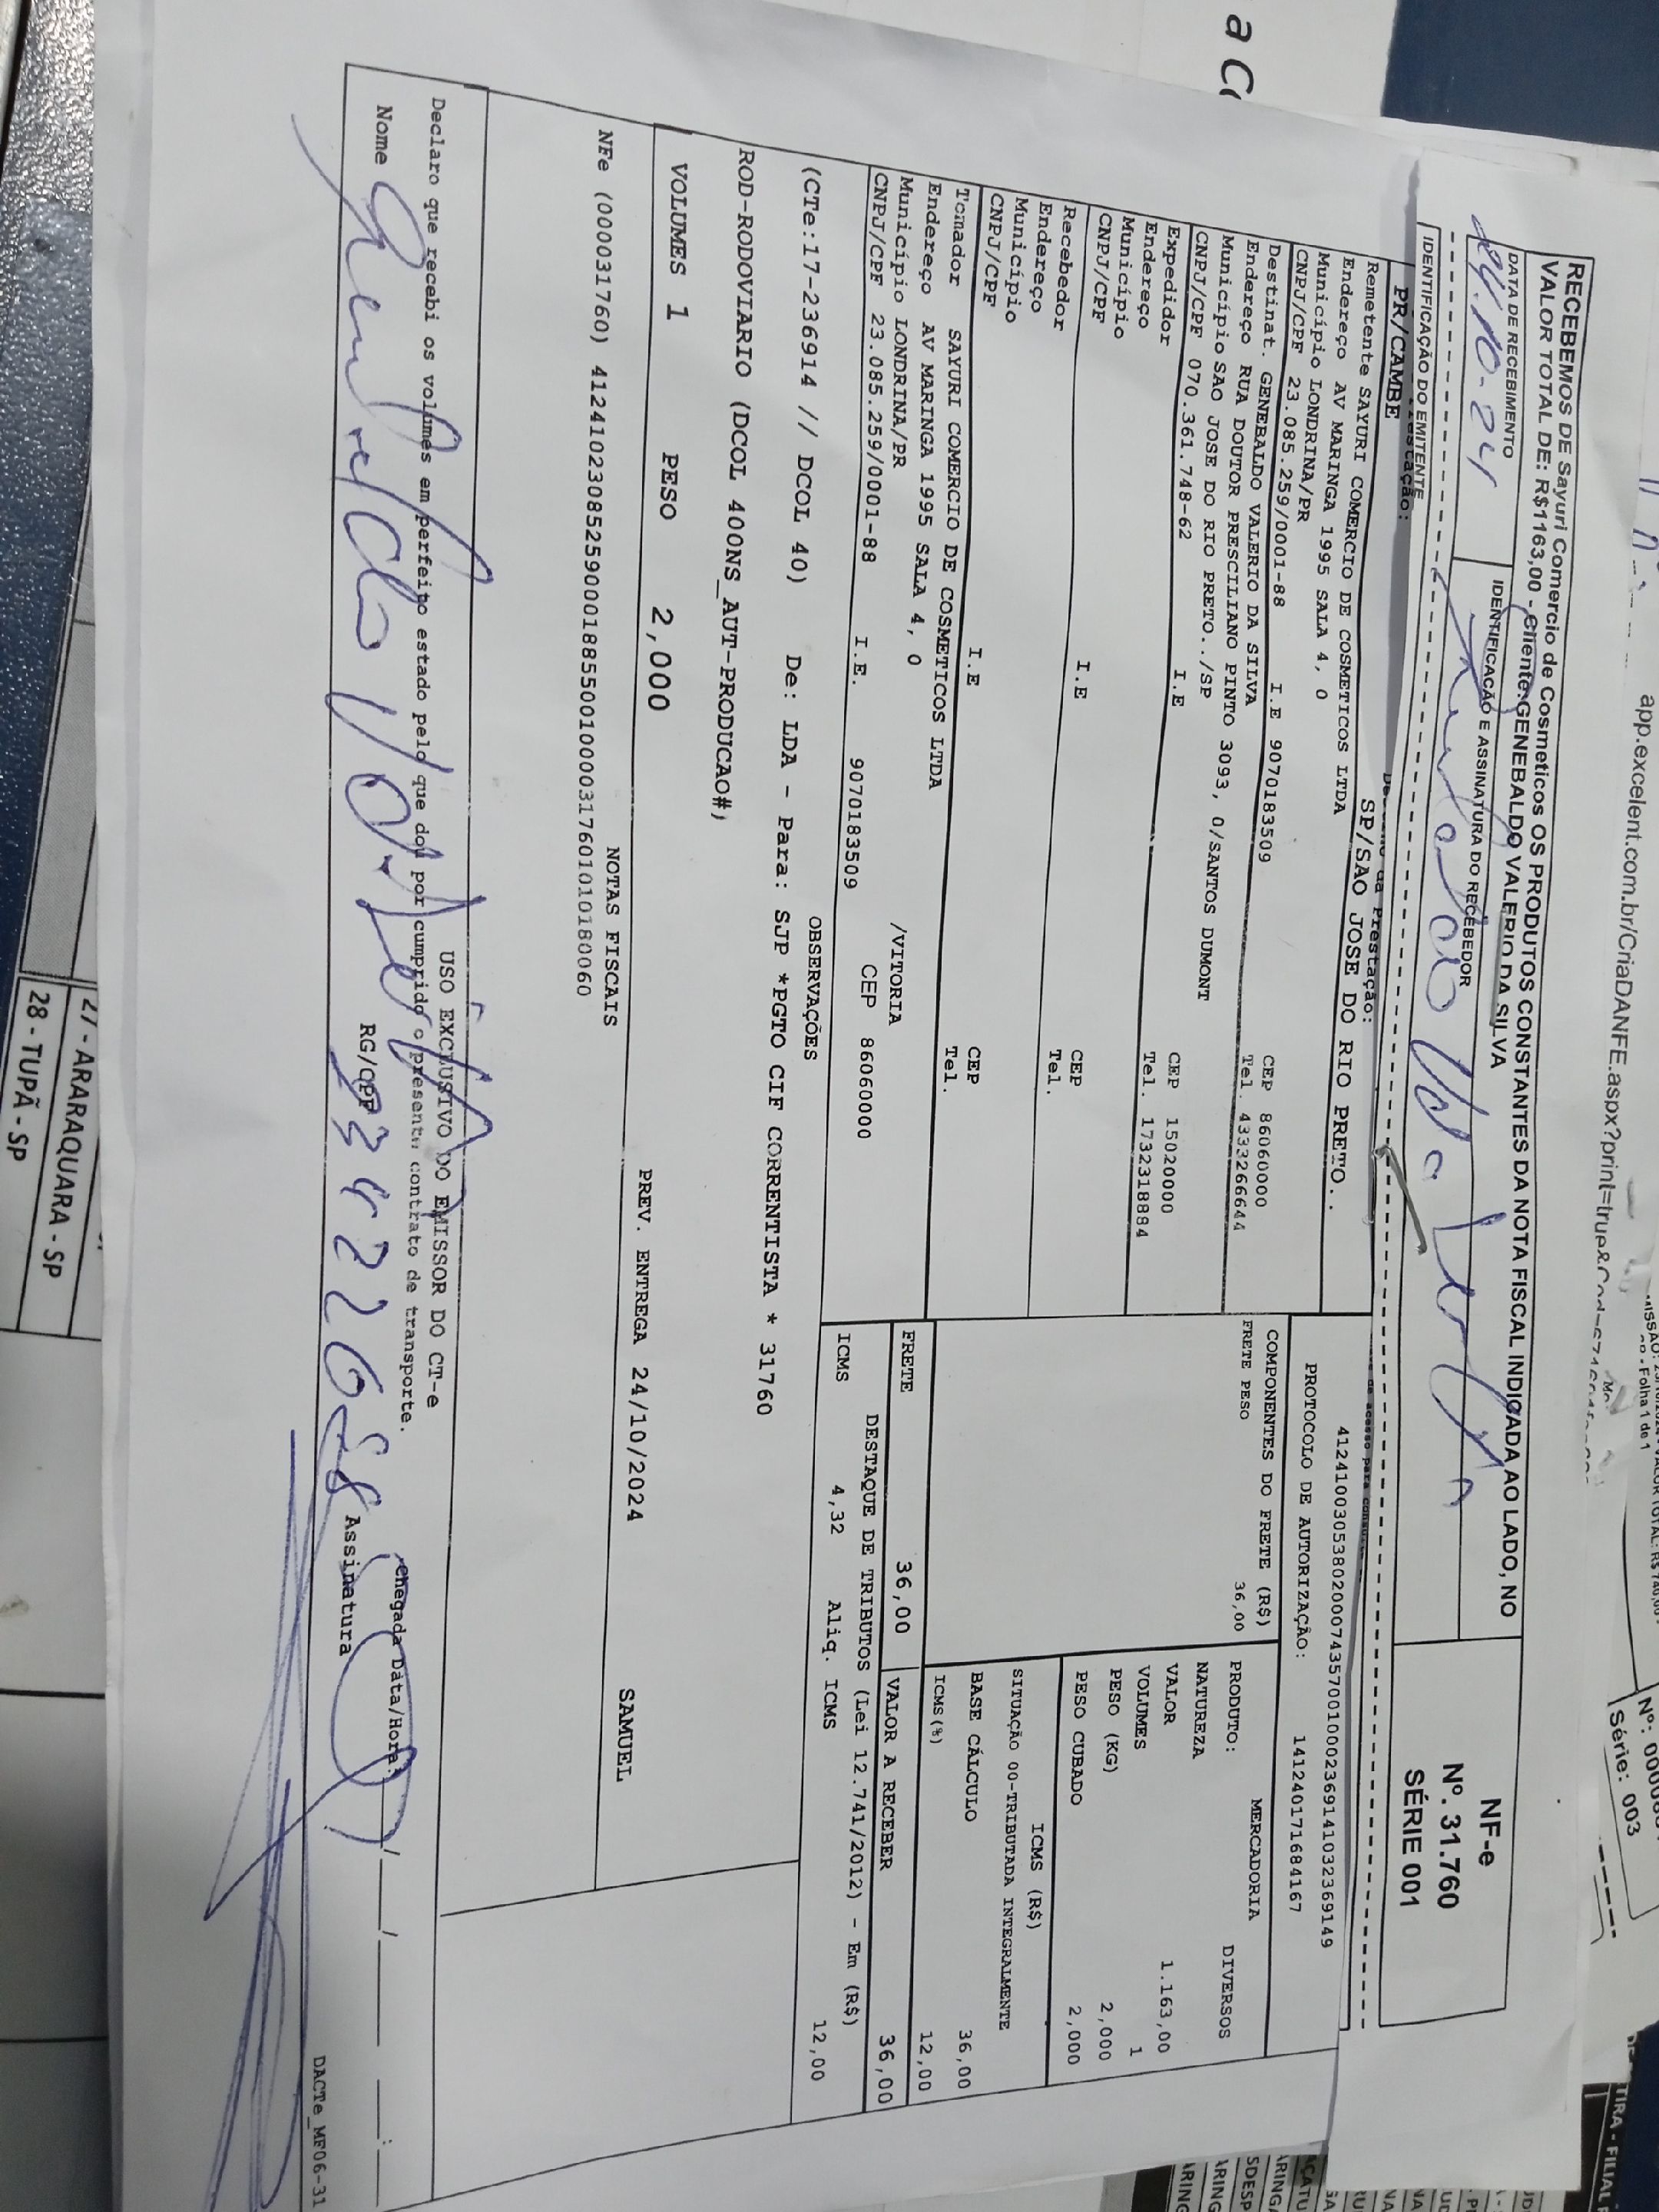 app.excelent.com.br/CriaDANFE.aspx?print=true&Cod=
Folha 1 de 1
Série: 003
RECEBEMOS DE Sayuri Comercio de Cosmeticos OS PRODUTOS CONSTANTES DA NOTA FISCAL INDICADA AO LADO, NO
VALOR TOTAL DE: R$1163,00 - Cliente:GENEBALDO VALERIO DA SILVA
DATA DE RECEBIMENTO
IDENTIFICAÇÃO E ASSINATURA DO RECEBEDOR
24/10-24
NF-e
Nº. 31.760
SÉRIE 001
IDENTIFICAÇÃO DO EMITENTE
PR/CAMBE
SP/SAO JOSE DO RIO PRETO..
41241003053802000743570010002369141032369149
PROTOCOLO DE AUTORIZAÇÃO: 141240171684167
Remetente SAYURI COMERCIO DE COSMETICOS LTDA
Endereço AV MARINGA 1995 SALA 4, 0
Município LONDRINA/PR CEP 86060000
CNPJ/CPF 23.085.259/0001-88 I.E 9070183509 Tel. 4333266644
Destinat. GENEBALDO VALERIO DA SILVA
Endereço RUA DOUTOR PRESCILIANO PINTO 3093, 0/SANTOS DUMONT
Município SAO JOSE DO RIO PRETO../SP CEP 15020000
CNPJ/CPF 070.361.748-62 I.E Tel. 1732318884
Expedidor
Endereço
Município CEP
CNPJ/CPF I.E Tel.
Recebedor
Endereço
Município CEP
CNPJ/CPF I.E Tel.
Tomador SAYURI COMERCIO DE COSMETICOS LTDA
Endereço AV MARINGA 1995 SALA 4, 0 /VITORIA
Município LONDRINA/PR CEP 86060000
CNPJ/CPF 23.085.259/0001-88 I.E. 9070183509
COMPONENTES DO FRETE (R$)
FRETE PESO 36,00
PRODUTO: MERCADORIA
NATUREZA DIVERSOS
VALOR 1.163,00
VOLUMES 1
PESO (KG) 2,000
PESO CUBADO 2,000
ICMS (R$)
SITUAÇÃO 00-TRIBUTADA INTEGRALMENTE
BASE CÁLCULO 36,00
ICMS(%) 12,00
FRETE 36,00 VALOR A RECEBER 36,00
DESTAQUE DE TRIBUTOS (Lei 12.741/2012) - Em (R$)
ICMS 4,32 Aliq. ICMS 12,00
OBSERVAÇÕES
(CTe:17-236914 // DCOL 40) De: LDA - Para: SJP *PGTO CIF CORRENTISTA * 31760
ROD-RODOVIARIO (DCOL 400NS_AUT-PRODUCAO#)
VOLUMES 1 PESO 2,000 PREV. ENTREGA 24/10/2024 SAMUEL
NOTAS FISCAIS
NFe (000031760) 41241023085259000188550010000317601010180060
USO EXCLUSIVO DO EMISSOR DO CT-e
Declaro que recebi os volumes em perfeito estado pelo que dou por cumprido o presente contrato de transporte.
Chegada Data/Hora:
Nome RG/CPF Assinatura
DACTe_MF06-31
27 - ARARAQUARA - SP
28 - TUPÃ - SP